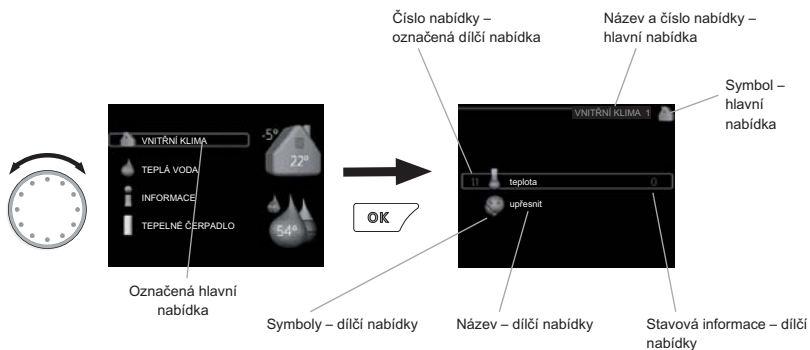 Číslo nabídky –
označená dílčí nabídka
Název a číslo nabídky –
hlavní nabídka
Symbol –
hlavní
nabídka
VNITŘNÍ KLIMA
TEPLÁ VODA
INFORMACE
TEPELNÉ ČERPADLO
-5°
22°
54°
OK
VNITŘNÍ KLIMA 1
1.1 teplota 0
upřesnit
Označená hlavní
nabídka
Symboly – dílčí nabídky
Název – dílčí nabídky
Stavová informace – dílčí
nabídky